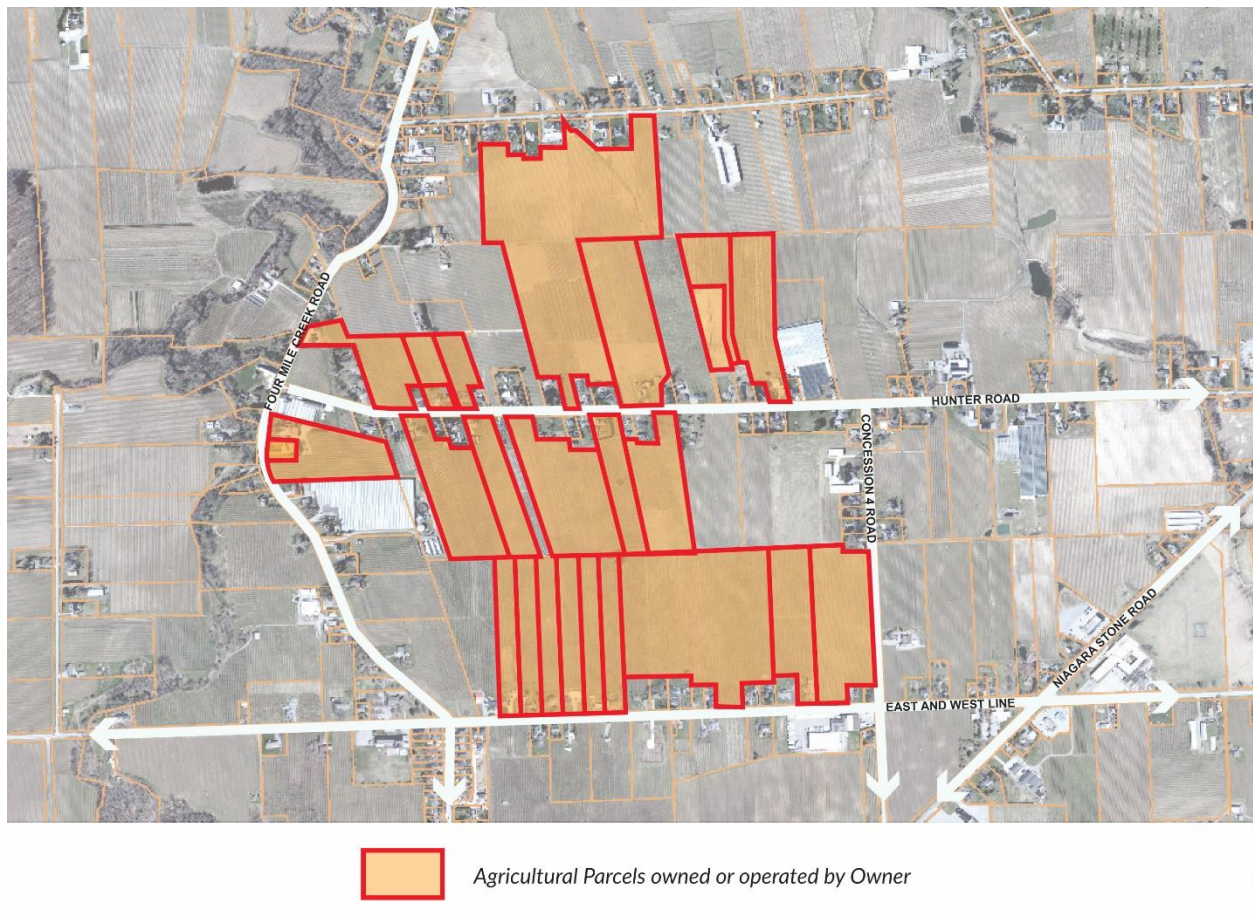 FOUR MILE CREEK ROAD
HUNTER ROAD
CONCESSION 4 ROAD
NIAGARA STONE ROAD
EAST AND WEST LINE
Agricultural Parcels owned or operated by Owner